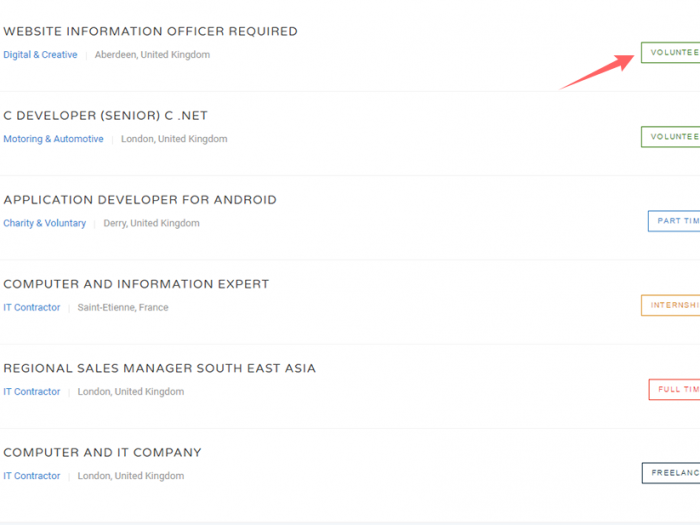 WEBSITE INFORMATION OFFICER REQUIRED
Digital & Creative | Aberdeen, United Kingdom
VOLUNTEE
C DEVELOPER (SENIOR) C .NET
Motoring & Automotive | London, United Kingdom
VOLUNTEE
APPLICATION DEVELOPER FOR ANDROID
Charity & Voluntary | Derry, United Kingdom
PART TIM
COMPUTER AND INFORMATION EXPERT
IT Contractor | Saint-Etienne, France
INTERNSHI
REGIONAL SALES MANAGER SOUTH EAST ASIA
IT Contractor | London, United Kingdom
FULL TIM
COMPUTER AND IT COMPANY
IT Contractor | London, United Kingdom
FREELANC